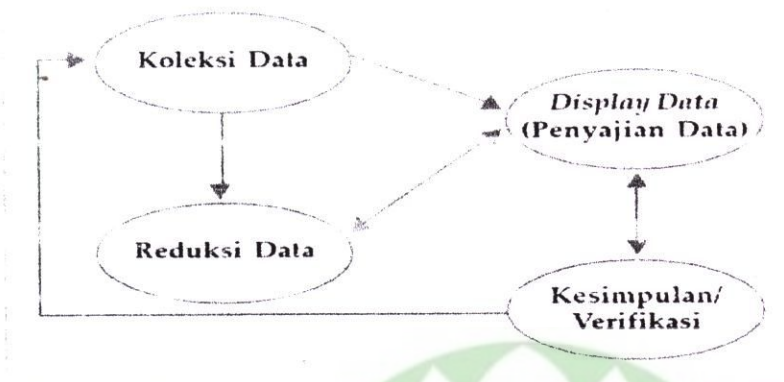 Koleksi Data
Display Data
(Penyajian Data)
Reduksi Data
Kesimpulan/
Verifikasi